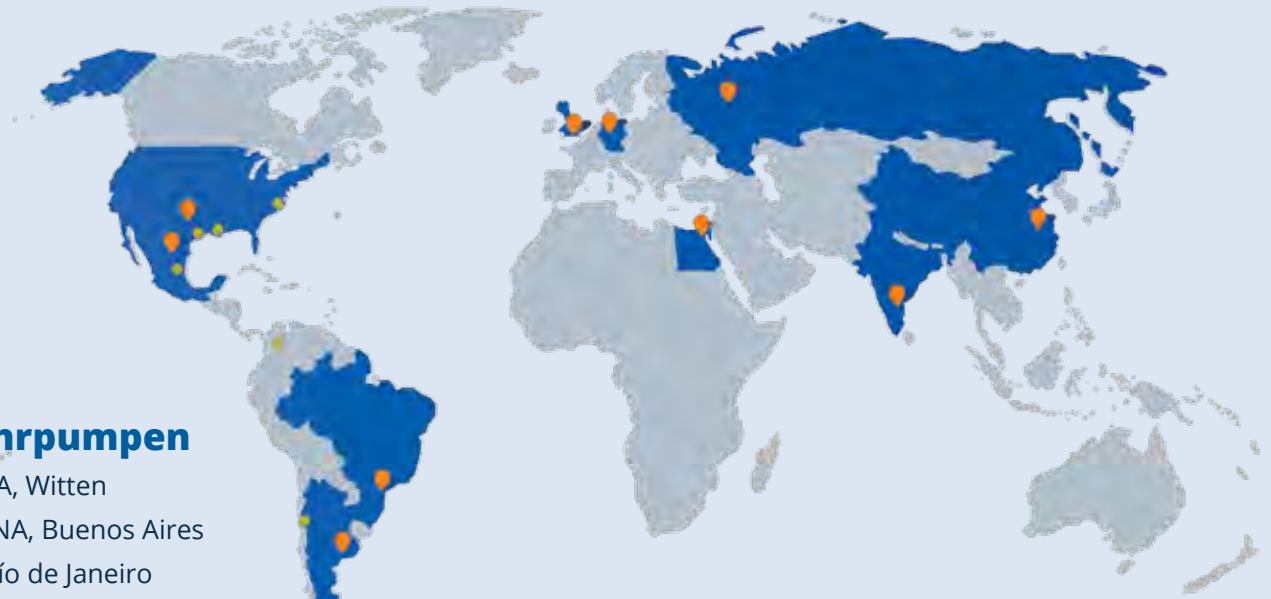 hrpumpen
A, Witten
NA, Buenos Aires
ío de Janeiro